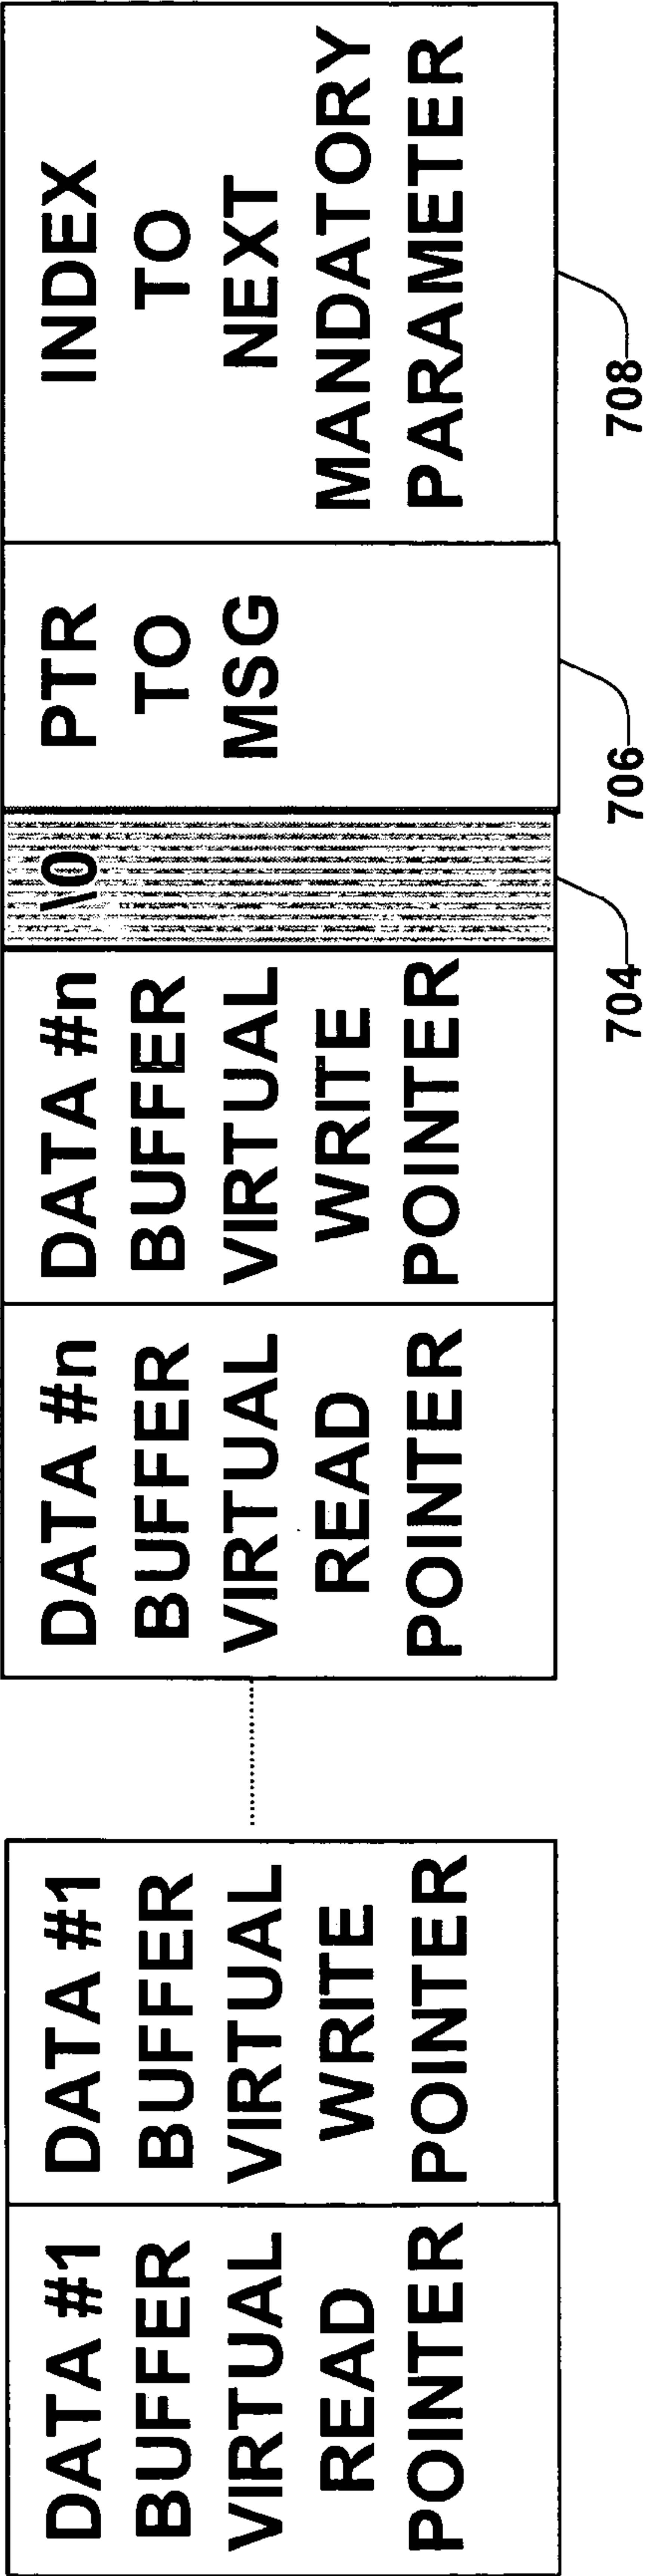 DATA #1
BUFFER
VIRTUAL
READ
POINTER
DATA #1
BUFFER
VIRTUAL
WRITE
POINTER
DATA #n
BUFFER
VIRTUAL
READ
POINTER
DATA #n
BUFFER
VIRTUAL
WRITE
POINTER
\0
704
PTR
TO
MSG
706
INDEX
TO
NEXT
MANDATORY
PARAMETER
708